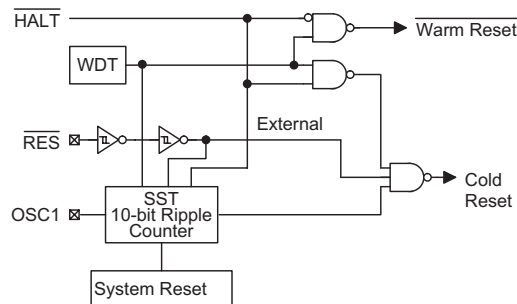 HALT
Warm Reset
WDT
RES
External
Cold
Reset
OSC1
SST
10-bit Ripple
Counter
System Reset